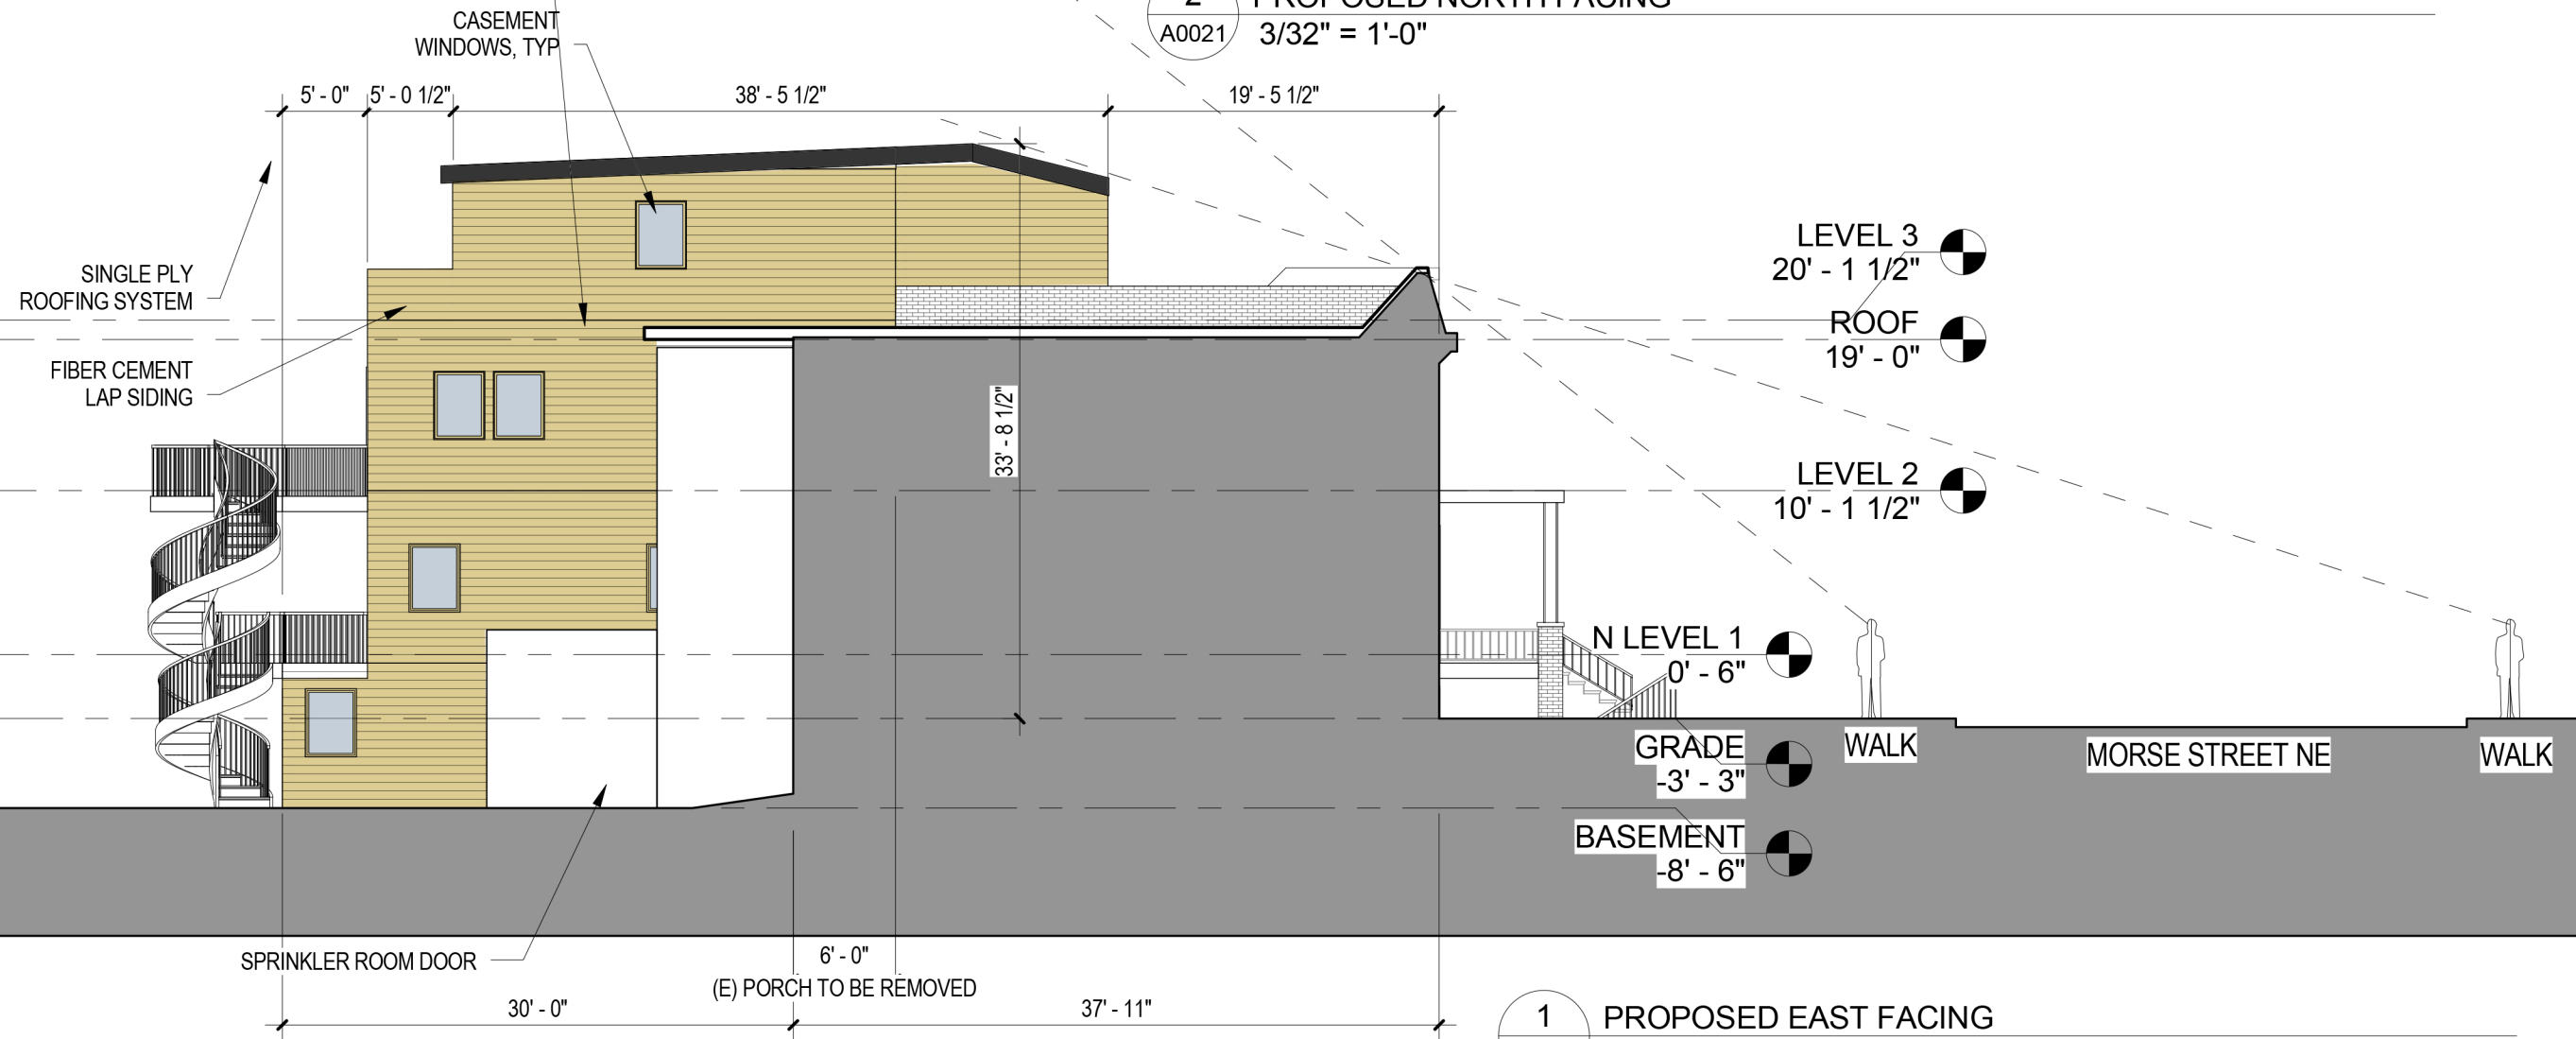 2
PROPOSED NORTH FACING
A0021
3/32" = 1'-0"
CASEMENT
WINDOWS, TYP
5' - 0"
5' - 0 1/2"
38' - 5 1/2"
19' - 5 1/2"
SINGLE PLY
ROOFING SYSTEM
FIBER CEMENT
LAP SIDING
33' - 8 1/2"
LEVEL 3
20' - 1 1/2"
ROOF
19' - 0"
LEVEL 2
10' - 1 1/2"
N LEVEL 1
0' - 6"
GRADE
-3' - 3"
WALK
MORSE STREET NE
WALK
BASEMENT
-8' - 6"
SPRINKLER ROOM DOOR
6' - 0"
(E) PORCH TO BE REMOVED
30' - 0"
37' - 11"
1
PROPOSED EAST FACING